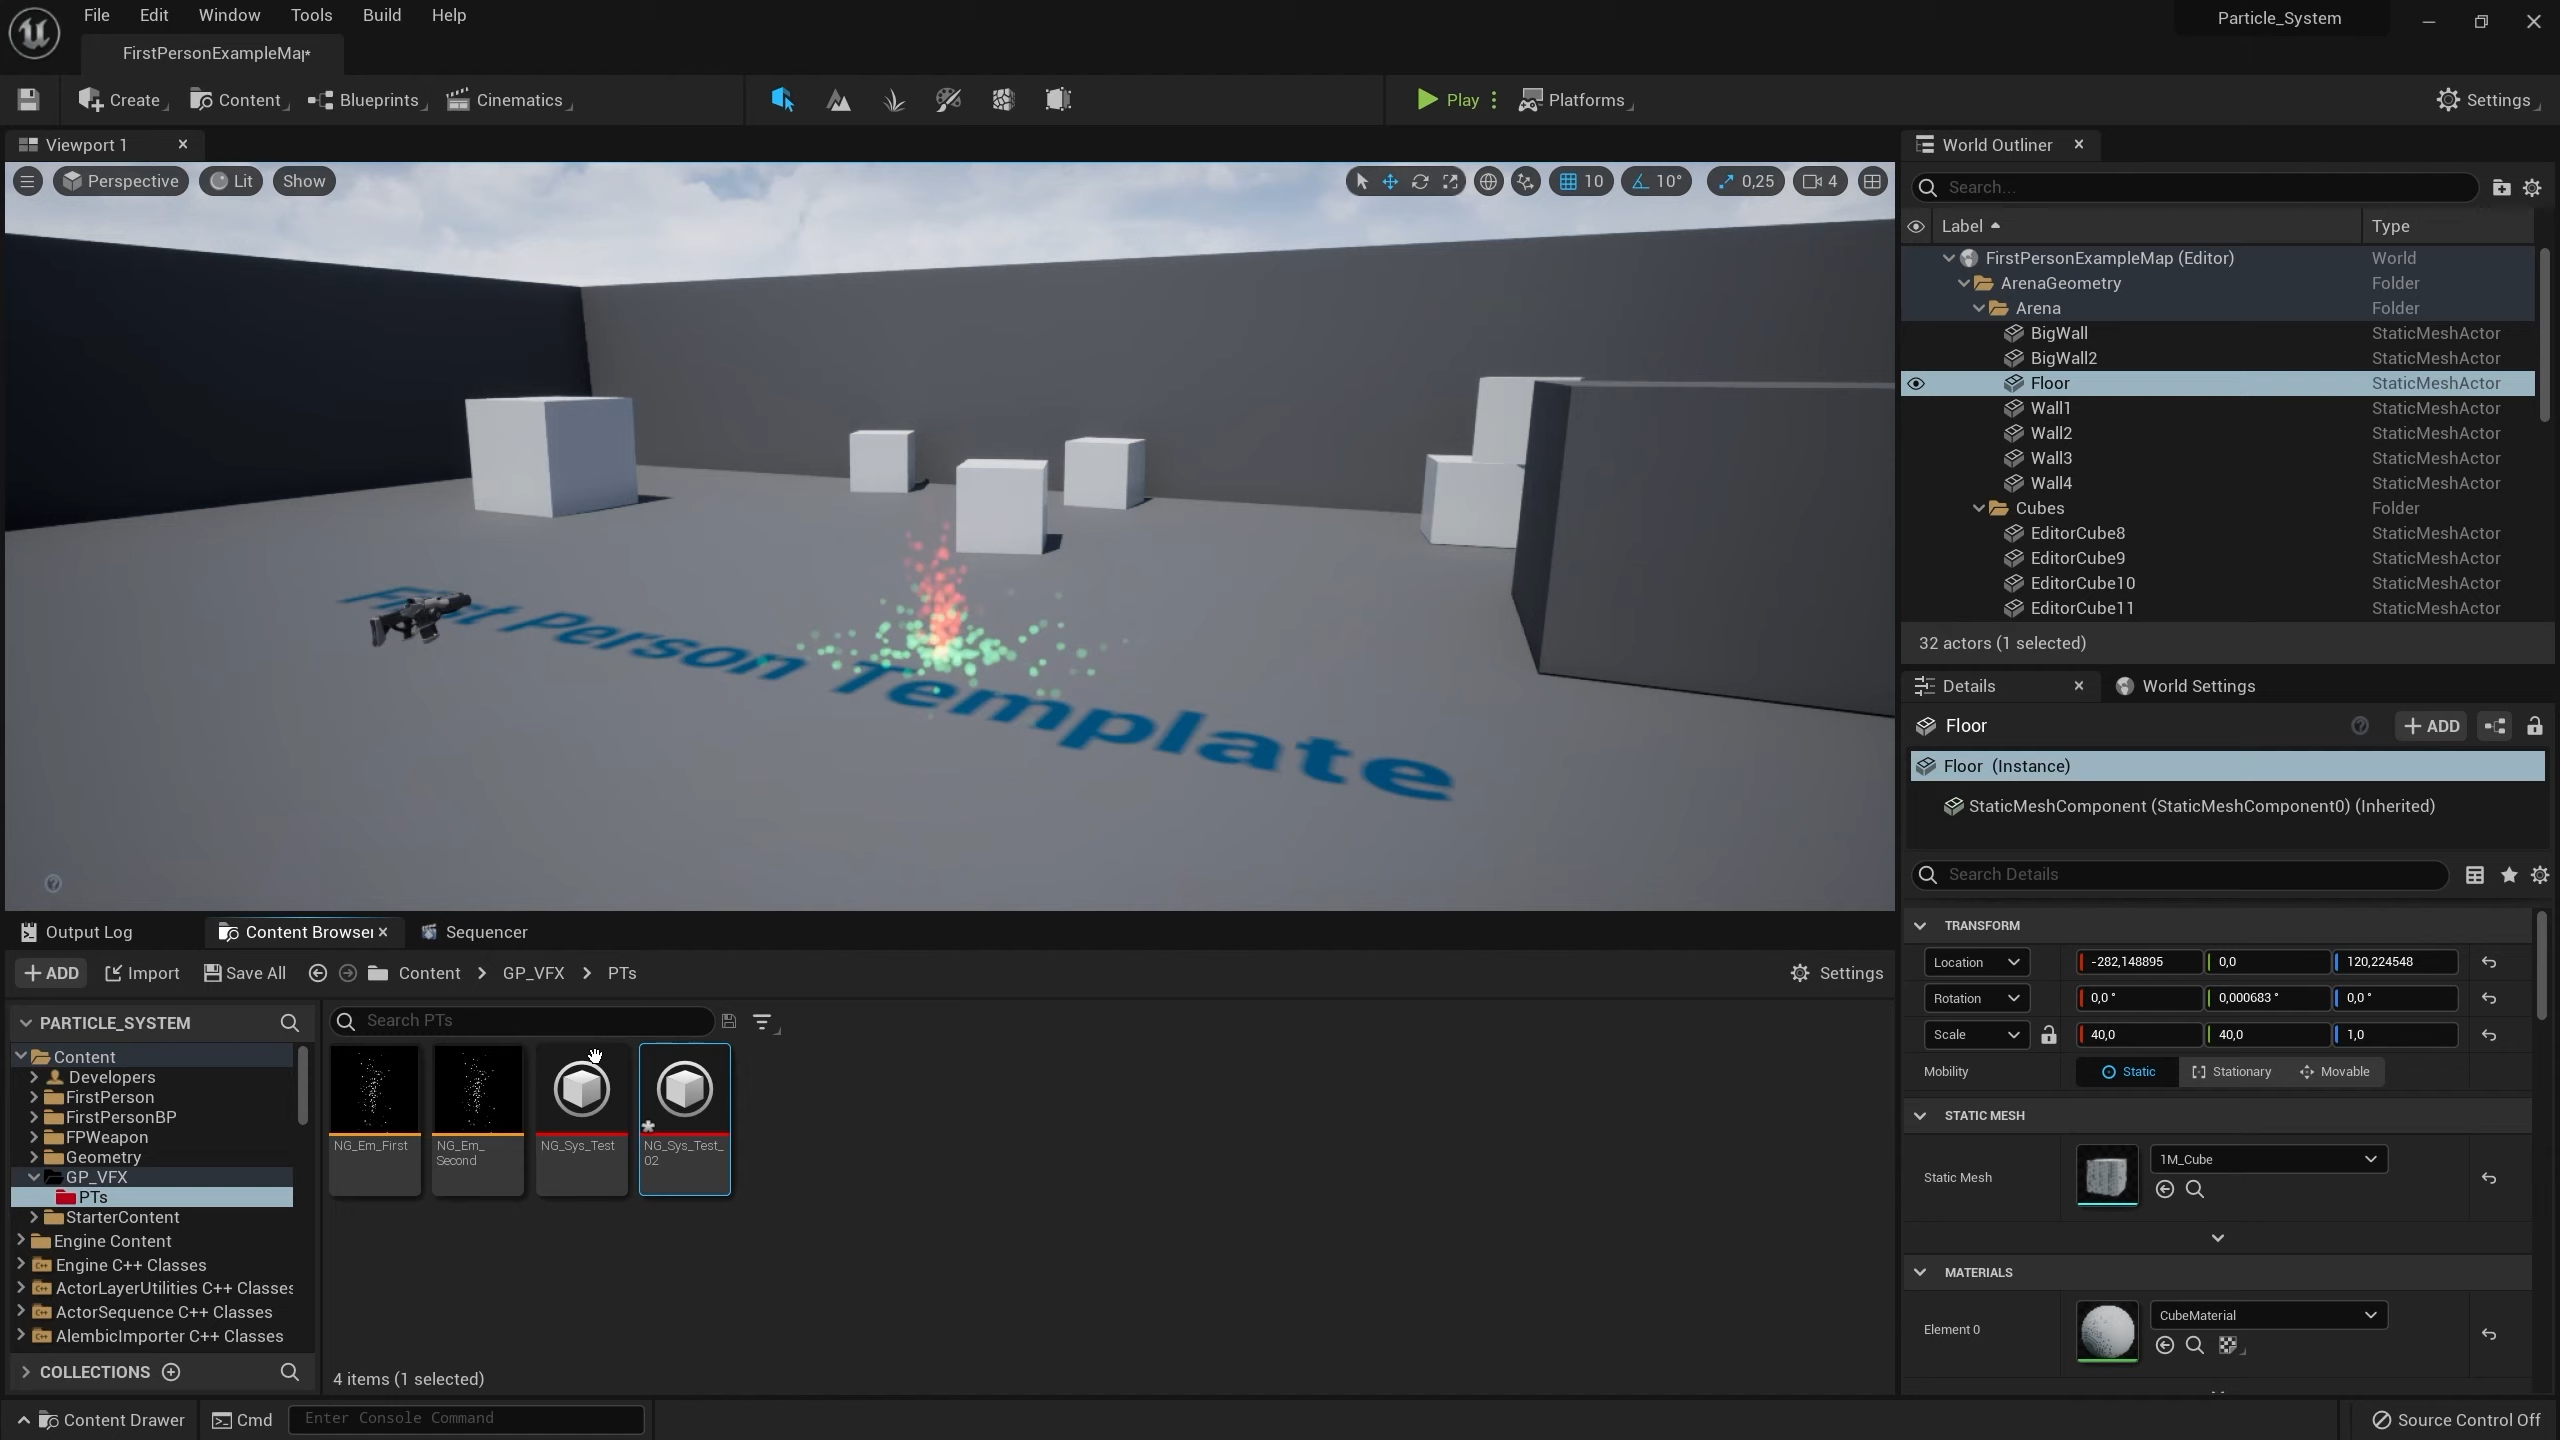 File Edit Window Tools Build Help
Particle_System
FirstPersonExampleMap*
Create Content Blueprints Cinematics Play Platforms Settings
Viewport 1
Perspective Lit Show 10 10° 0,25 4
First Person Template
World Outliner
Search...
Label Type
FirstPersonExampleMap (Editor) World
ArenaGeometry Folder
Arena Folder
BigWall StaticMeshActor
BigWall2 StaticMeshActor
Floor StaticMeshActor
Wall1 StaticMeshActor
Wall2 StaticMeshActor
Wall3 StaticMeshActor
Wall4 StaticMeshActor
Cubes Folder
EditorCube8 StaticMeshActor
EditorCube9 StaticMeshActor
EditorCube10 StaticMeshActor
EditorCube11 StaticMeshActor
32 actors (1 selected)
Details World Settings
Floor ADD
Floor (Instance)
StaticMeshComponent (StaticMeshComponent0) (Inherited)
Search Details
TRANSFORM
Location -282,148895 0,0 120,224548
Rotation 0,0 ° 0,000683 ° 0,0 °
Scale 40,0 40,0 1,0
Mobility Static Stationary Movable
STATIC MESH
Static Mesh 1M_Cube
MATERIALS
Element 0 CubeMaterial
Output Log Content Browser Sequencer
ADD Import Save All Content GP_VFX PTs Settings
PARTICLE_SYSTEM
Content
Developers
FirstPerson
FirstPersonBP
FPWeapon
Geometry
GP_VFX
PTs
StarterContent
Engine Content
Engine C++ Classes
ActorLayerUtilities C++ Classes
ActorSequence C++ Classes
AlembicImporter C++ Classes
COLLECTIONS
Search PTs
NG_Em_First
NG_Em_
Second
NG_Sys_Test
NG_Sys_Test_
02
4 items (1 selected)
Content Drawer Cmd Enter Console Command Source Control Off